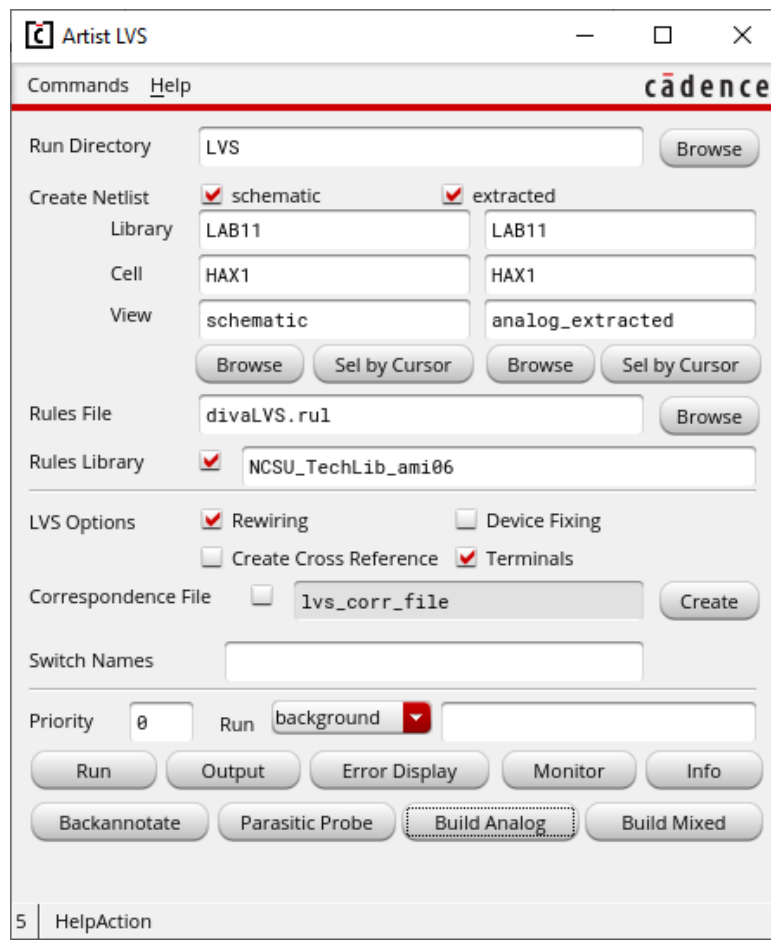 Artist LVS
Commands Help cādence
Run Directory LVS Browse
Create Netlist schematic extracted
Library LAB11 LAB11
Cell HAX1 HAX1
View schematic analog_extracted
Browse Sel by Cursor Browse Sel by Cursor
Rules File divaLVS.rul Browse
Rules Library NCSU_TechLib_ami06
LVS Options Rewiring Device Fixing
Create Cross Reference Terminals
Correspondence File lvs_corr_file Create
Switch Names
Priority 0 Run background
Run Output Error Display Monitor Info
Backannotate Parasitic Probe Build Analog Build Mixed
5 HelpAction